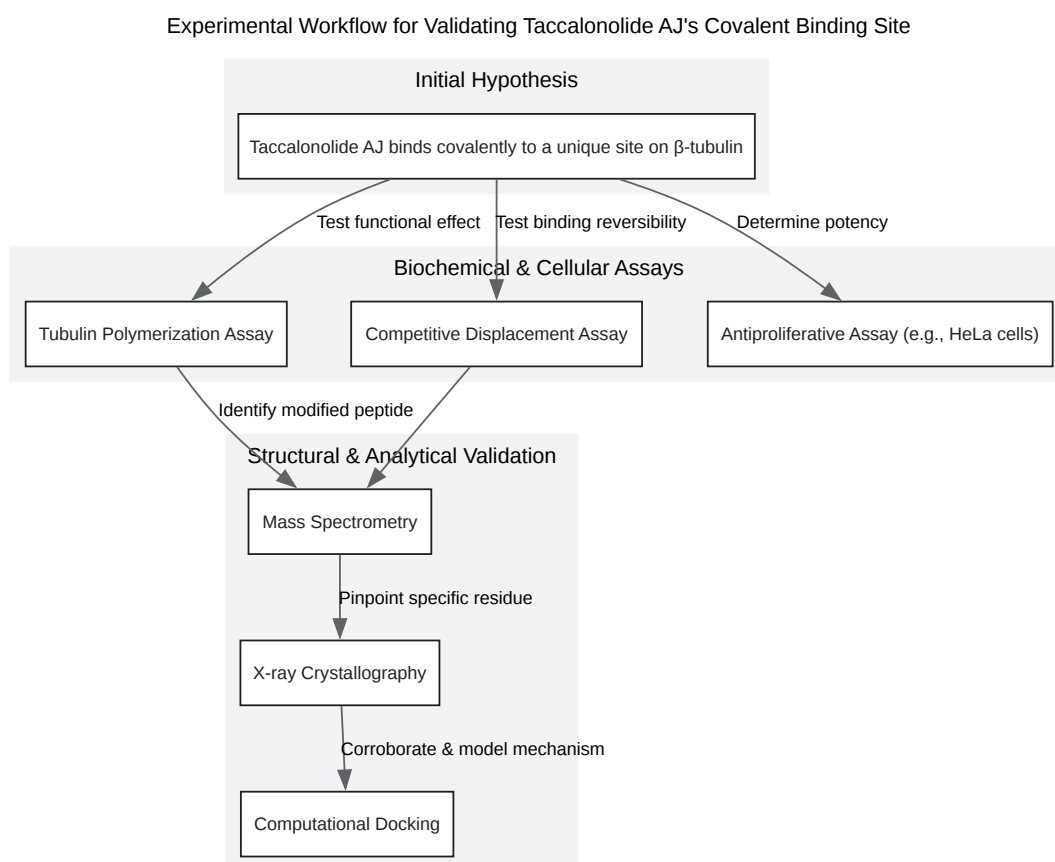 Experimental Workflow for Validating Taccalonolide AJ's Covalent Binding Site
Initial Hypothesis
Taccalonolide AJ binds covalently to a unique site on β-tubulin
Test functional effect
Test binding reversibility
Determine potency
Biochemical & Cellular Assays
Tubulin Polymerization Assay
Competitive Displacement Assay
Antiproliferative Assay (e.g., HeLa cells)
Identify modified peptide
Structural & Analytical Validation
Mass Spectrometry
Pinpoint specific residue
X-ray Crystallography
Corroborate & model mechanism
Computational Docking